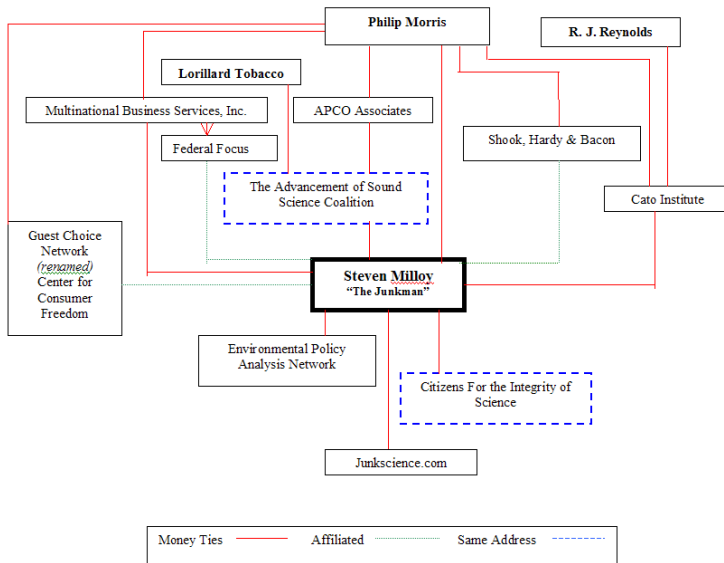 Philip Morris
R. J. Reynolds
Lorillard Tobacco
Multinational Business Services, Inc.
APCO Associates
Federal Focus
Shook, Hardy & Bacon
The Advancement of Sound
Science Coalition
Cato Institute
Guest Choice
Network
(renamed)
Center for
Consumer
Freedom
Steven Milloy
“The Junkman”
Environmental Policy
Analysis Network
Citizens For the Integrity of
Science
Junkscience.com
Money Ties
Affiliated
Same Address